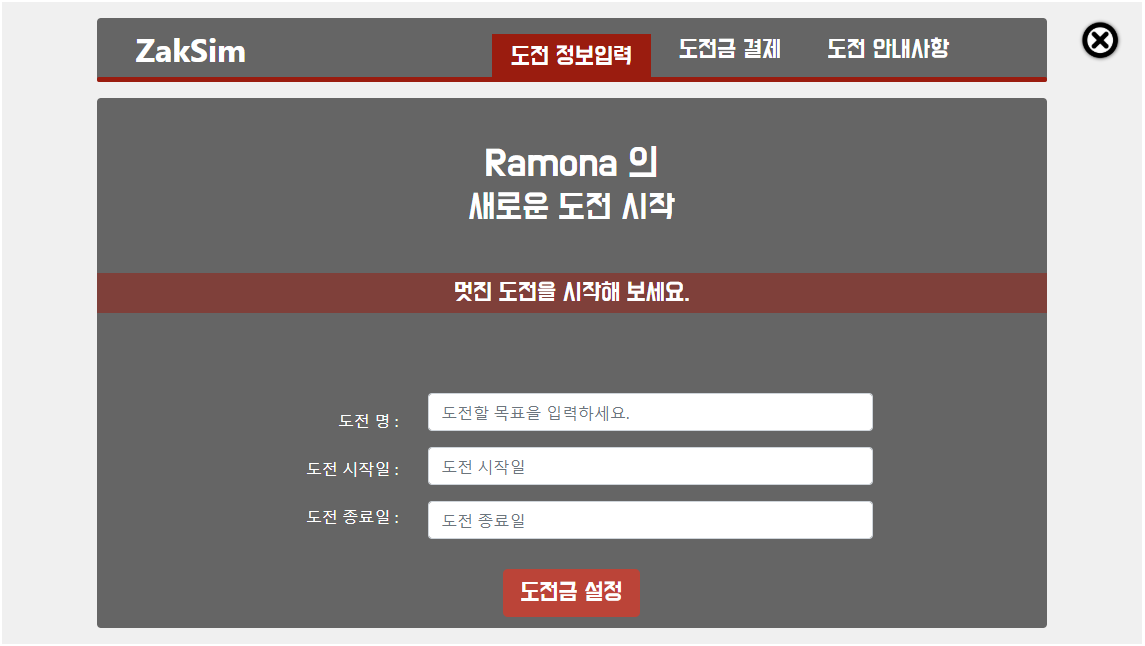 ZakSim
도전 정보입력
도전금 결제
도전 안내사항
Ramona 의
새로운 도전 시작
멋진 도전을 시작해 보세요.
도전 명 :
도전할 목표을 입력하세요.
도전 시작일 :
도전 시작일
도전 종료일 :
도전 종료일
도전금 설정